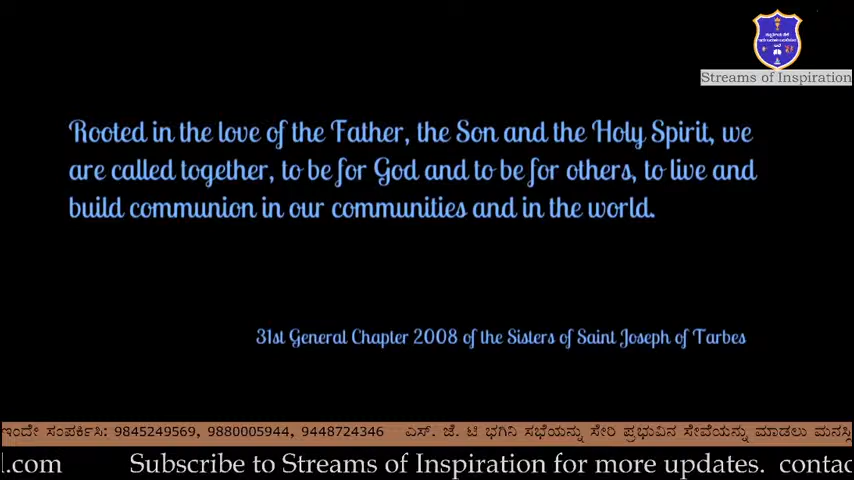 Streams of Inspiration
Rooted in the love of the Father, the Son and the Holy Spirit, we
are called together, to be for God and to be for others, to live and
build communion in our communities and in the world.
31st General Chapter 2008 of the Sisters of Saint Joseph of Tarbes
ಇಂದೇ ಸಂಪರ್ಕಿಸಿ: 9845249569, 9880005944, 9448724346 ಎಸ್. ಜೆ. ಟಿ ಭಗಿನಿ ಸಭೆಯನ್ನು ಸೇರಿ ಪ್ರಭುವಿನ ಸೇವೆಯನ್ನು ಮಾಡಲು ಮನಸ್ಸಿ
l.com Subscribe to Streams of Inspiration for more updates. contac